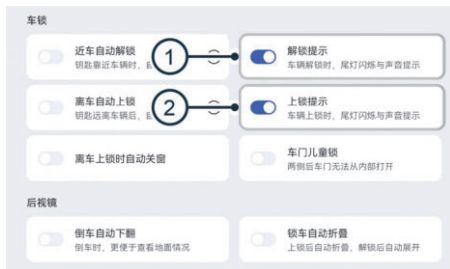 车锁
近车自动解锁
钥匙靠近车辆时，
1
解锁提示
车辆解锁时，尾灯闪烁与声音提示
离车自动上锁
钥匙远离车辆后，
2
上锁提示
车辆上锁时，尾灯闪烁与声音提示
离车上锁时自动关窗
车门儿童锁
两侧后车门无法从内部打开
后视镜
倒车自动下翻
倒车时，更便于查看地面情况
锁车自动折叠
上锁后自动折叠，解锁后自动展开